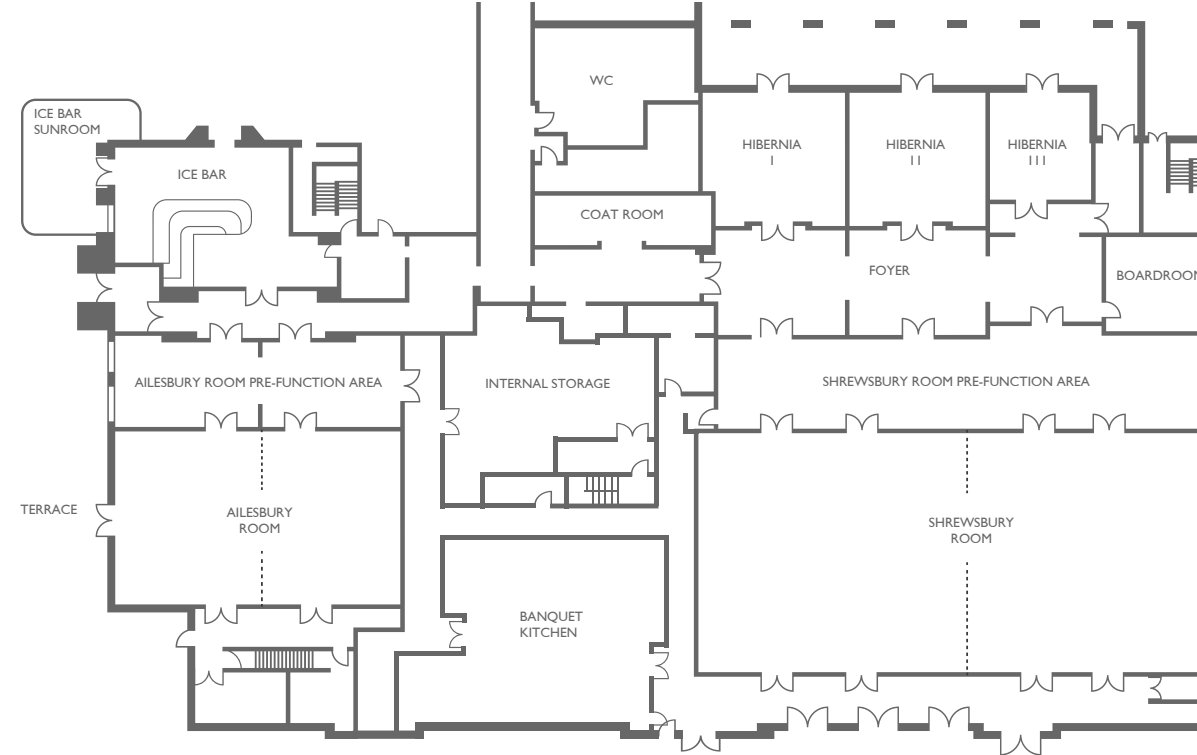 ICE BAR
SUNROOM
ICE BAR
WC
COAT ROOM
HIBERNIA
I
HIBERNIA
II
HIBERNIA
III
FOYER
BOARDROOM
AILESBURY ROOM PRE-FUNCTION AREA
INTERNAL STORAGE
SHREWSBURY ROOM PRE-FUNCTION AREA
TERRACE
AILESBURY
ROOM
SHREWSBURY
ROOM
BANQUET
KITCHEN